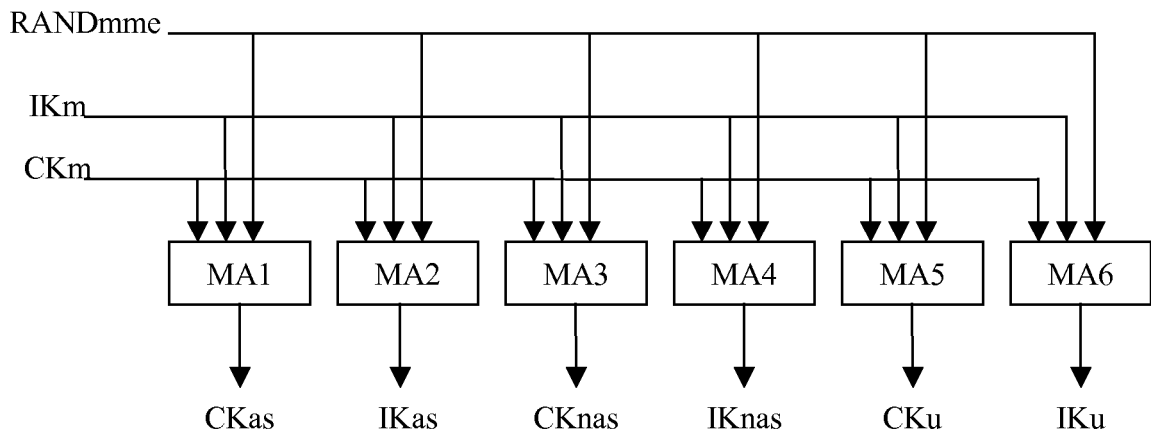 RANDmme
IKm
CKm
MA1 MA2 MA3 MA4 MA5 MA6
CKas IKas CKnas IKnas CKu IKu